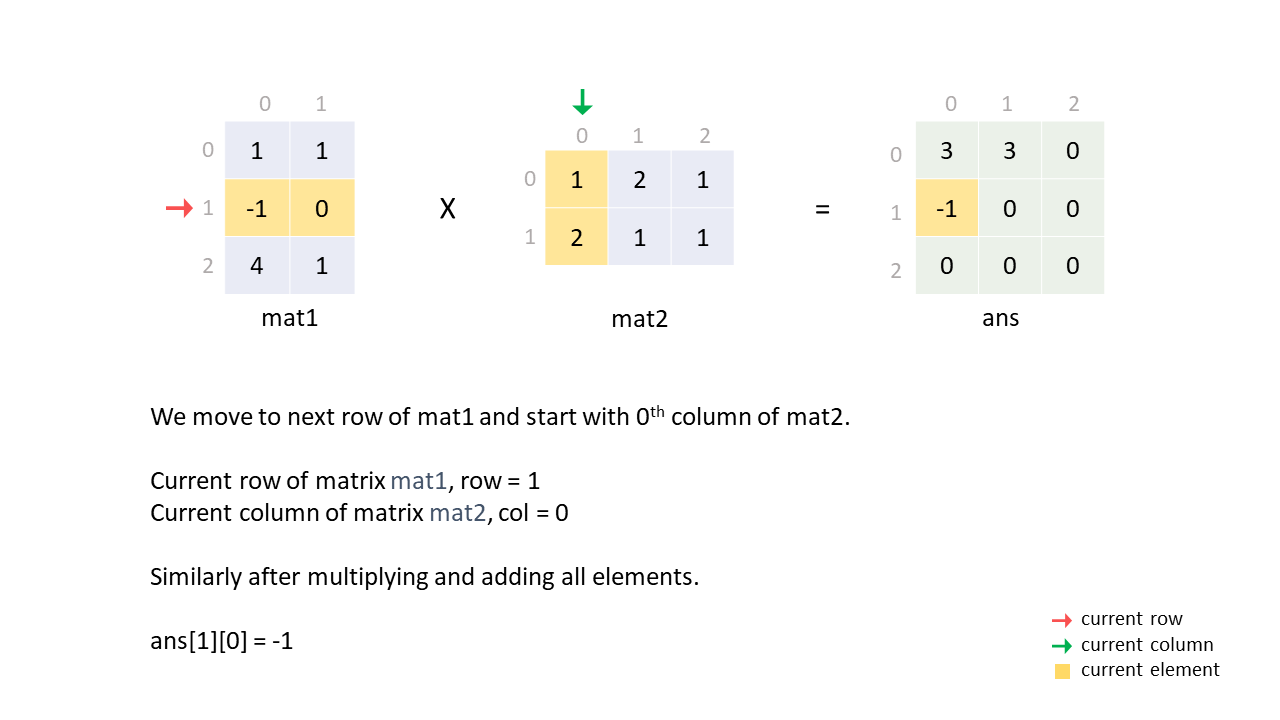 0 1
0 1 1
1 -1 0
2 4 1
mat1
X
0 1 2
0 1 2 1
1 2 1 1
mat2
=
0 1 2
0 3 3 0
1 -1 0 0
2 0 0 0
ans
We move to next row of mat1 and start with 0th column of mat2.
Current row of matrix mat1, row = 1
Current column of matrix mat2, col = 0
Similarly after multiplying and adding all elements.
ans[1][0] = -1
current row
current column
current element